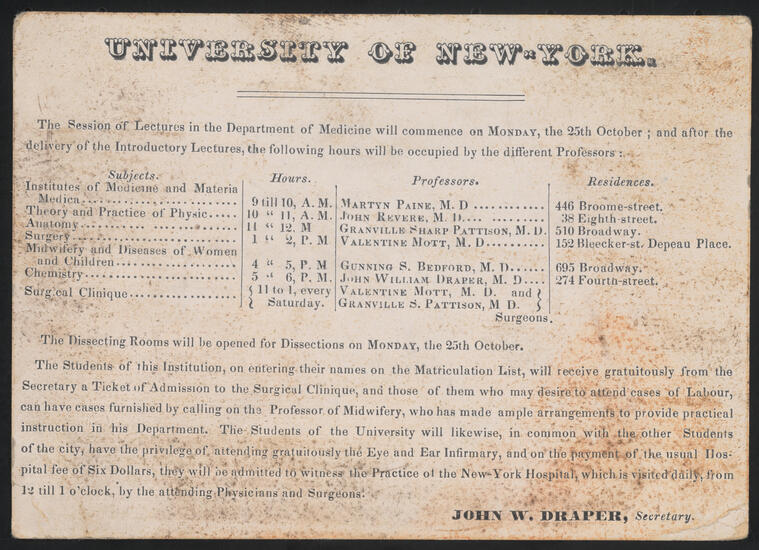 UNIVERSITY OF NEW-YORK.
The Session of Lectures in the Department of Medicine will commence on MONDAY, the 25th October ; and after the
delivery of the Introductory Lectures, the following hours will be occupied by the different Professors :
Subjects. Hours. Professors. Residences.
Institutes of Medicine and Materia
Medica.................... 9 till 10, A. M. MARTYN PAINE, M. D .... .......... 446 Broome-street.
Theory and Practice of Physic..... 10 " 11, A. M. JOHN REVERE, M. D.... .......... 38 Eighth-street.
Anatomy.................... 11 " 12. M GRANVILLE SHARP PATTISON, M. D. 510 Broadway.
Surgery.................... 1 " 2, P. M VALENTINE MOTT, M. D...... 152 Bleecker-st. Depeau Place.
Midwifery and Diseases of Women
and Children.................... 4 " 5, P. M GUNNING S. BEDFORD, M. D...... 695 Broadway.
Chemistry.................... 5 " 6, P. M. JOHN WILLIAM DRAPER, M. D.... 274 Fourth-street.
Surgical Clinique.................... { 11 to 1, every VALENTINE MOTT, M. D. and }
{ Saturday. GRANVILLE S. PATTISON, M D. }
Surgeons.
The Dissecting Rooms will be opened for Dissections on MONDAY, the 25th October.
The Students of this Institution, on entering their names on the Matriculation List, will receive gratuitously from the
Secretary a Ticket of Admission to the Surgical Clinique, and those of them who may desire to attend cases of Labour,
can have cases furnished by calling on the Professor of Midwifery, who has made ample arrangements to provide practical
instruction in his Department. The Students of the University will likewise, in common with the other Students
of the city, have the privilege of attending gratuitously the Eye and Ear Infirmary, and on the payment of the usual Hos-
pital fee of Six Dollars, they will be admitted to witness the Practice of the New-York Hospital, which is visited daily, from
12 till 1 o'clock, by the attending Physicians and Surgeons.
JOHN W. DRAPER, Secretary.